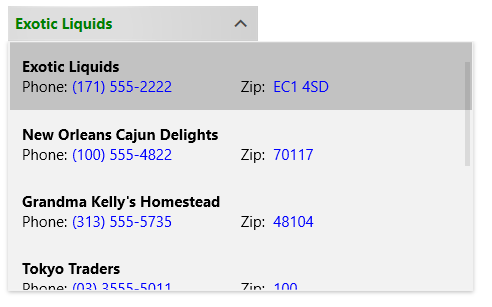 Exotic Liquids
Exotic Liquids
Phone: (171) 555-2222 Zip: EC1 4SD
New Orleans Cajun Delights
Phone: (100) 555-4822 Zip: 70117
Grandma Kelly's Homestead
Phone: (313) 555-5735 Zip: 48104
Tokyo Traders
Phone: (03) 3555-5011 Zip: 100